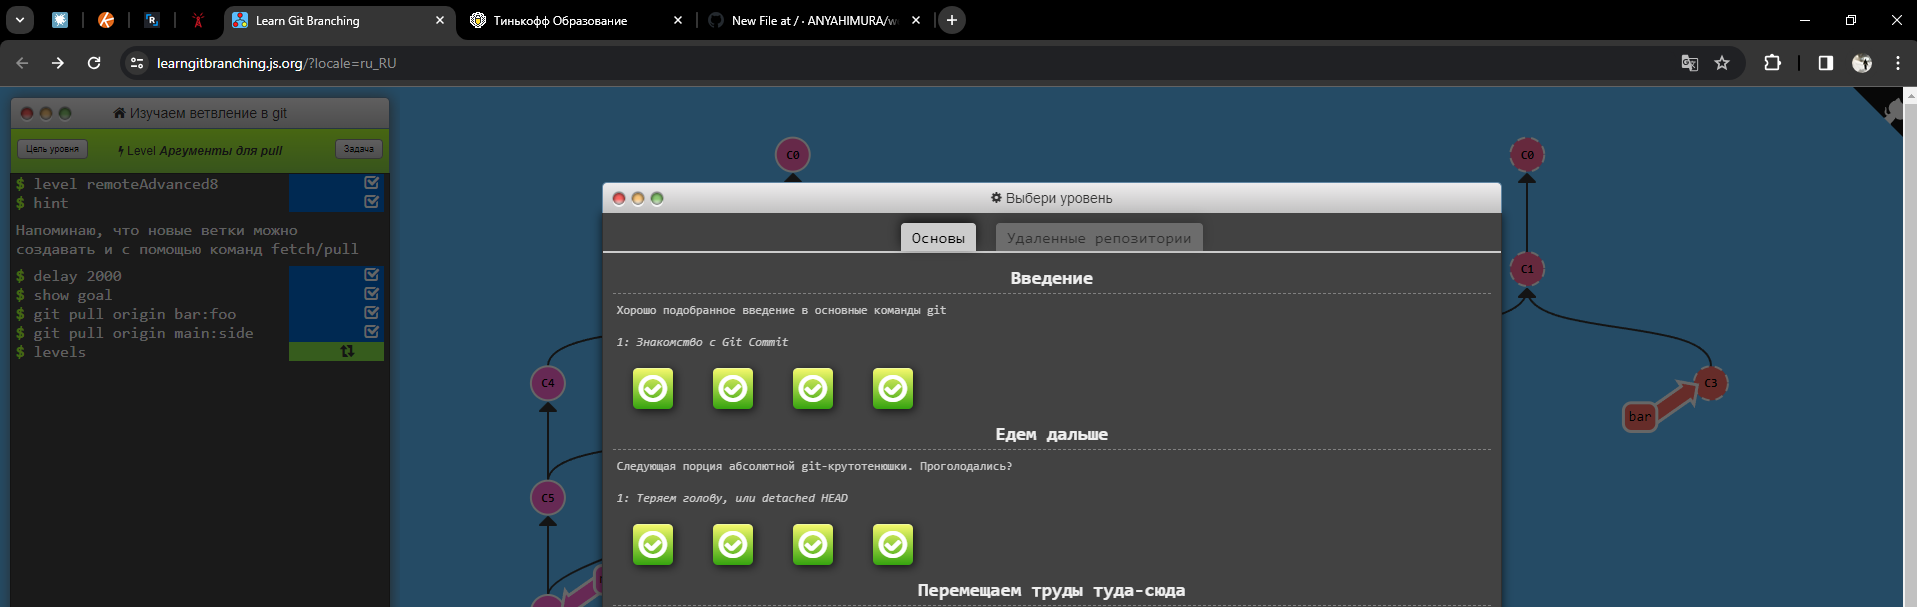 Learn Git Branching
Тинькофф Образование
New File at / · ANYAHIMURA/w
learngitbranching.js.org/?locale=ru_RU
Изучаем ветвление в git
Цель уровня
Level Аргументы для pull
Задача
$ level remoteAdvanced8
$ hint
Напоминаю, что новые ветки можно
создавать и с помощью команд fetch/pull
$ delay 2000
$ show goal
$ git pull origin bar:foo
$ git pull origin main:side
$ levels
C0
C4
C5
Выбери уровень
Основы
Удаленные репозитории
Введение
Хорошо подобранное введение в основные команды git
1: Знакомство с Git Commit
Едем дальше
Следующая порция абсолютной git-крутотенюшки. Проголодались?
1: Теряем голову, или detached HEAD
Перемещаем труды туда-сюда
C0
C1
C3
bar